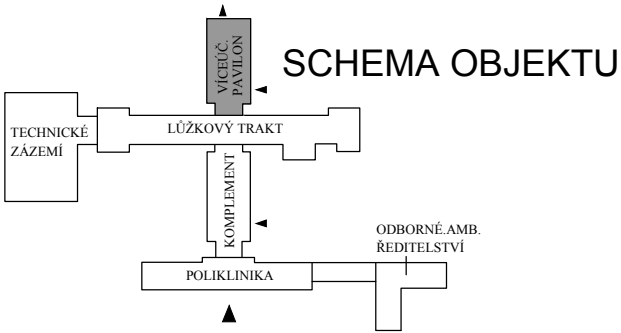 VÍCEÚČ.
PAVILON
SCHEMA OBJEKTU
TECHNICKÉ
ZÁZEMÍ
LŮŽKOVÝ TRAKT
KOMPLEMENT
ODBORNÉ.AMB.
ŘEDITELSTVÍ
POLIKLINIKA